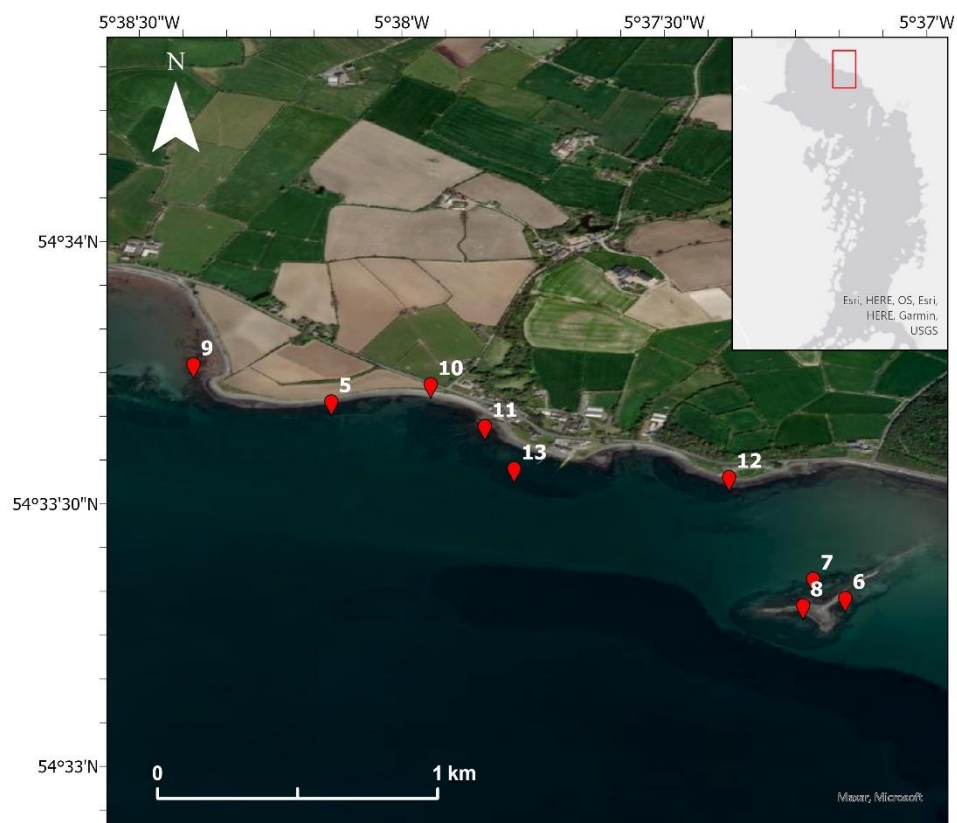 5°38'30"W
5°38'W
5°37'30"W
5°37'W
N
54°34'N
Esri, HERE, OS, Esri,
HERE, Garmin,
USGS
9
5
10
11
13
12
54°33'30"N
7
8
6
54°33'N
0
1 km
Maxar, Microsoft